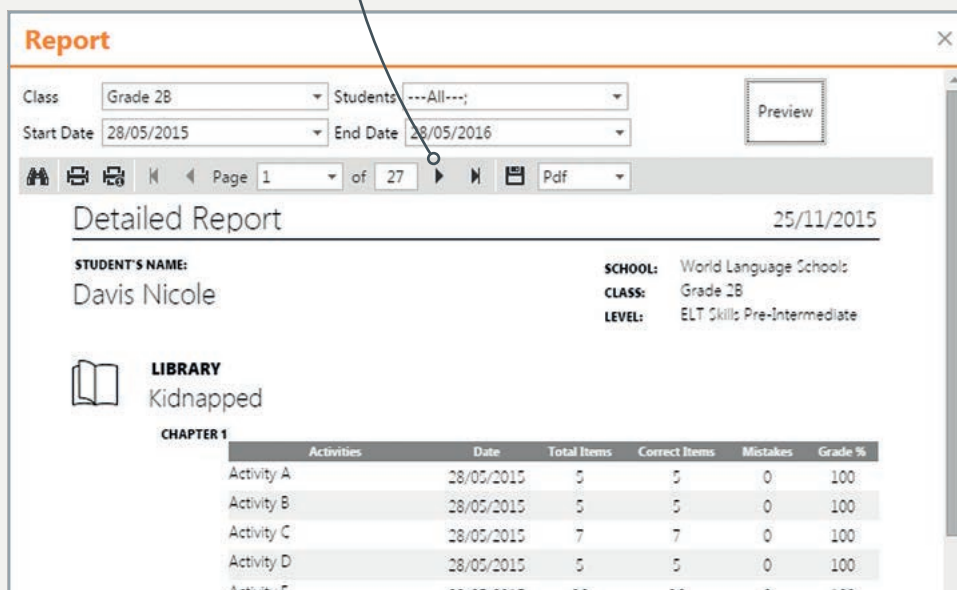 Report
Class Grade 2B Students ---All---;
Preview
Start Date 28/05/2015 End Date 28/05/2016
Page 1 of 27 Pdf
Detailed Report 25/11/2015
STUDENT'S NAME: SCHOOL: World Language Schools
Davis Nicole CLASS: Grade 2B
LEVEL: ELT Skills Pre-Intermediate
LIBRARY
Kidnapped
CHAPTER 1
Activities Date Total Items Correct Items Mistakes Grade %
Activity A 28/05/2015 5 5 0 100
Activity B 28/05/2015 5 5 0 100
Activity C 28/05/2015 7 7 0 100
Activity D 28/05/2015 5 5 0 100